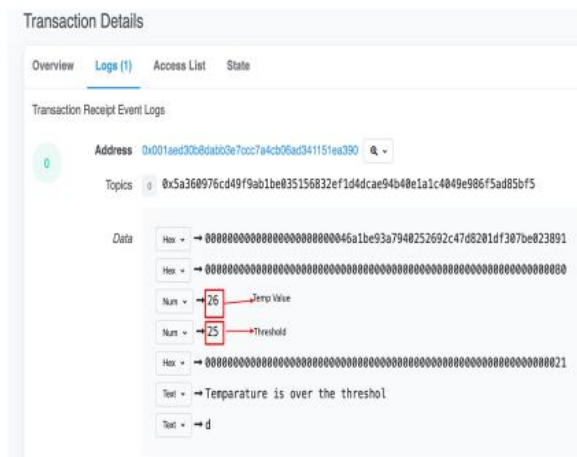 Transaction Details
Overview Logs (1) Access List State
Transaction Receipt Event Logs
0 Address 0x001aed30b8dabb3e7ccc7a4cb06ad341151ea390
Topics 0 0x5a360976cd49f9ab1be035156832ef1d4dcae94b40e1a1c4049e986f5ad85bf5
Data Hex → 00000000000000000000000046a1be93a7940252692c47d8201df307be023891
Hex → 0000000000000000000000000000000000000000000000000000000000000080
Num → 26 Temp Value
Num → 25 Threshold
Hex → 0000000000000000000000000000000000000000000000000000000000000021
Text → Temparature is over the threshol
Text → d